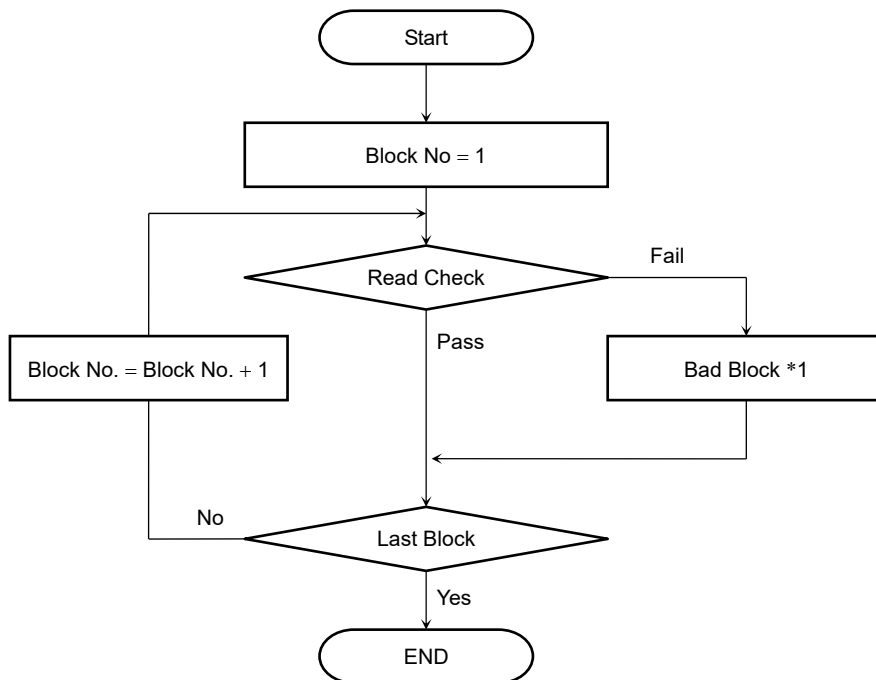 Start
Block No = 1
Read Check
Fail
Pass
Block No. = Block No. + 1
Bad Block *1
No
Last Block
Yes
END